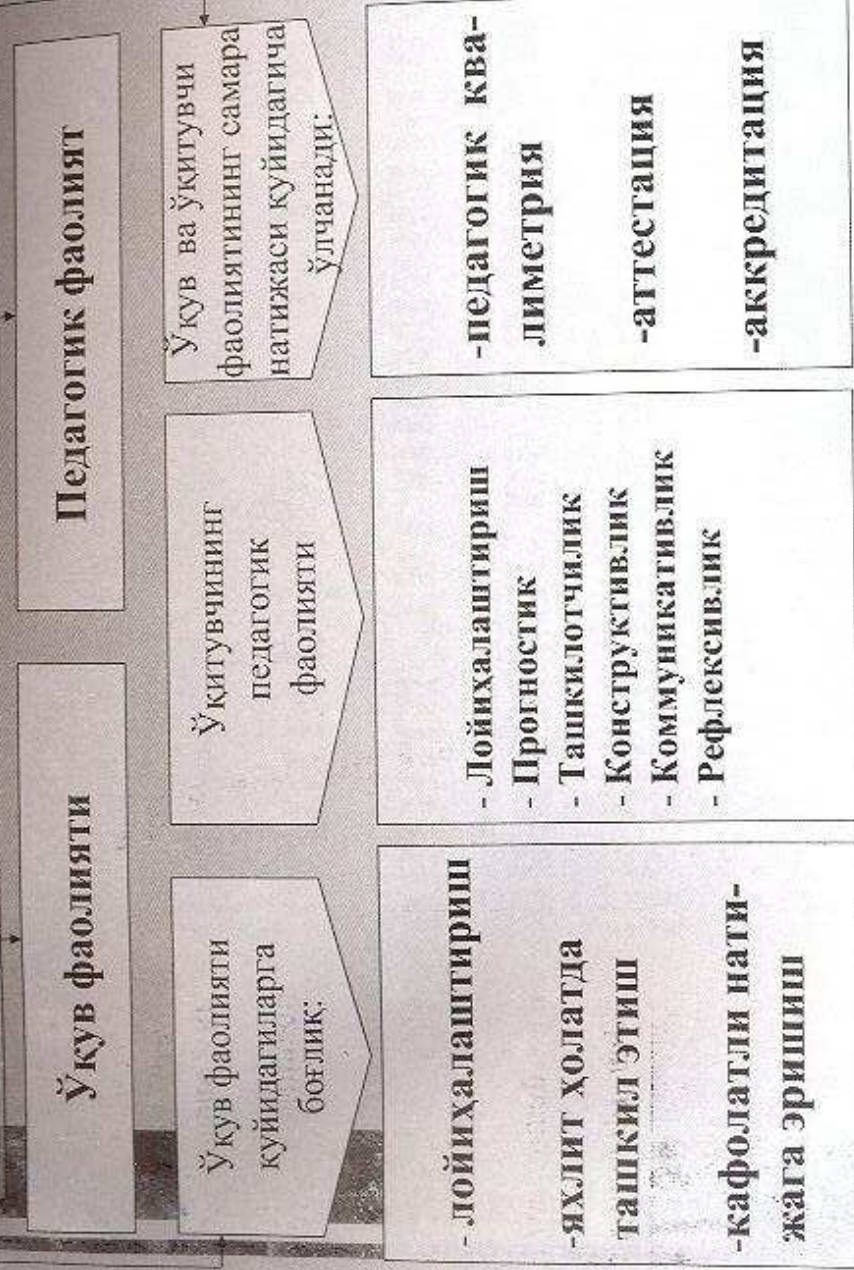 Ўқув фаолияти
Педагогик фаолият
Ўқув фаолияти
қуйидагиларга
боғлиқ:
Ўқитувчининг
педагогик
фаолияти
Ўқув ва ўқитувчи
фаолиятининг самара
натижаси қуйидагича
ўлчанади:
- лойиҳалаштириш
-яхлит ҳолатда
ташкил этиш
-кафолатли нати-
жага эришиш
- Лойиҳалаштириш
- Прогностик
- Ташкилотчилик
- Конструктивлик
- Коммуникативлик
- Рефлексивлик
-педагогик ква-
лиметрия
-аттестация
-аккредитация